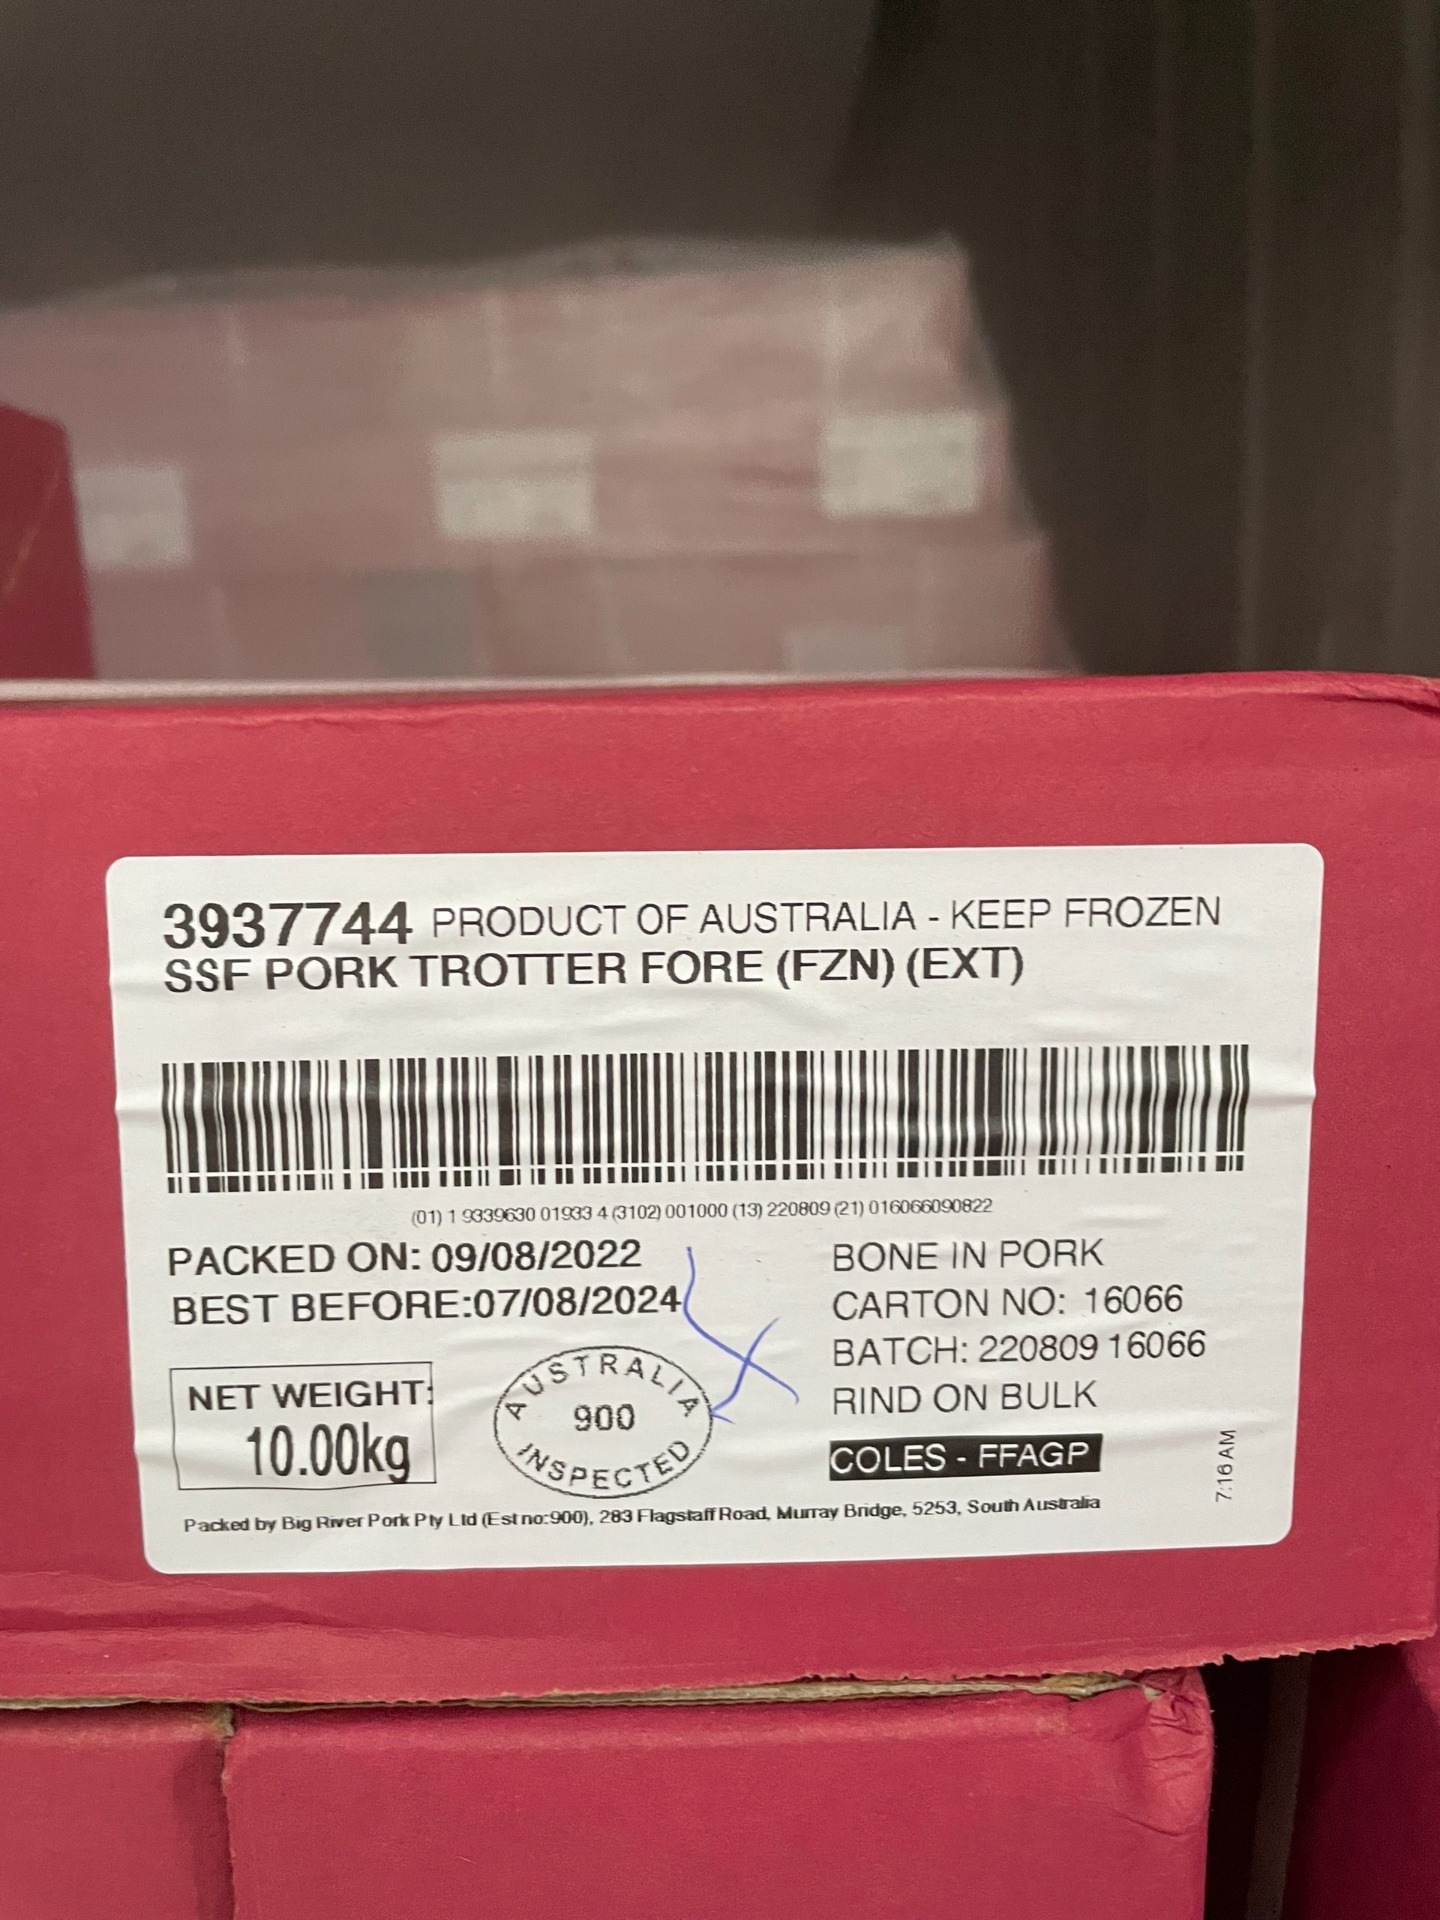 3937744 PRODUCT OF AUSTRALIA - KEEP FROZEN
SSF PORK TROTTER FORE (FZN) (EXT)
(01) 1 9339630 01933 4 (3102) 001000 (13) 220809 (21) 016066090822
PACKED ON: 09/08/2022
BEST BEFORE:07/08/2024
BONE IN PORK
CARTON NO: 16066
BATCH: 220809 16066
RIND ON BULK
COLES - FFAGP
NET WEIGHT:
10.00kg
AUSTRALIA
900
INSPECTED
7:16 AM
Packed by Big River Pork Pty Ltd (Est no:900), 283 Flagstaff Road, Murray Bridge, 5253, South Australia